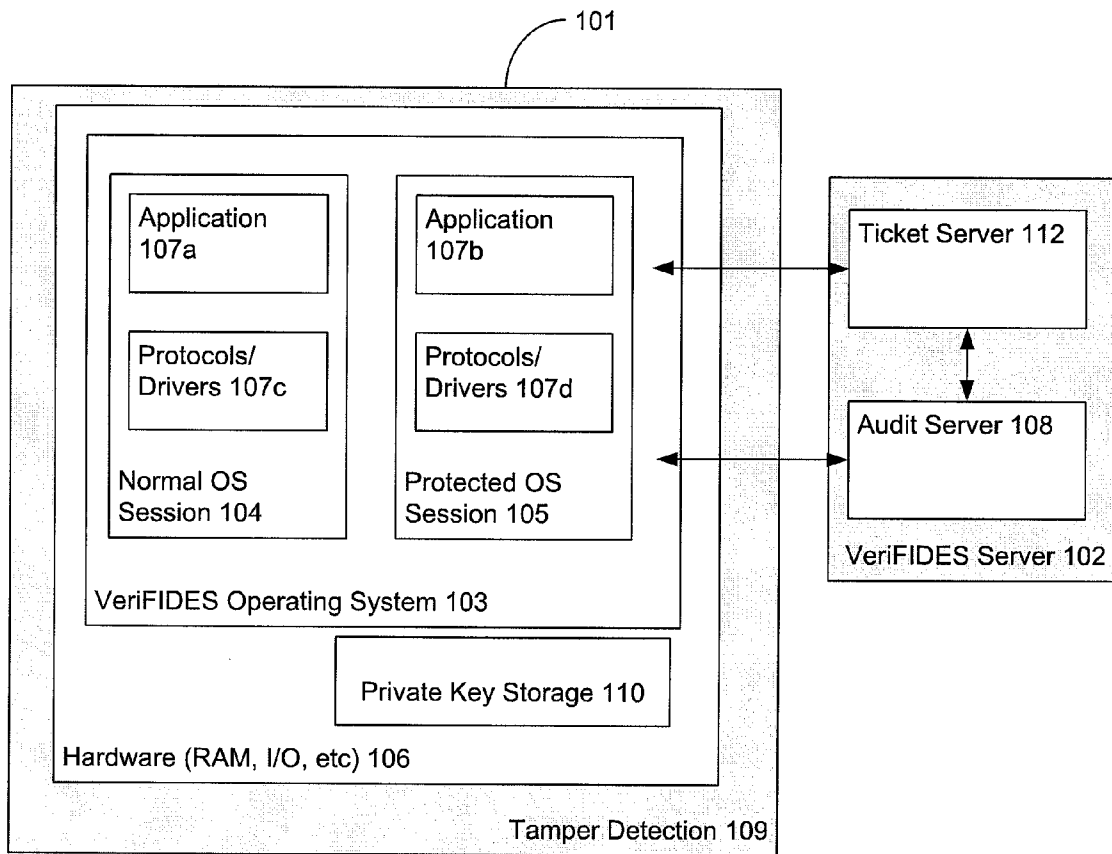 101
Application
107a
Application
107b
Ticket Server 112
Protocols/
Drivers 107c
Protocols/
Drivers 107d
Audit Server 108
Normal OS
Session 104
Protected OS
Session 105
VeriFIDES Server 102
VeriFIDES Operating System 103
Private Key Storage 110
Hardware (RAM, I/O, etc) 106
Tamper Detection 109